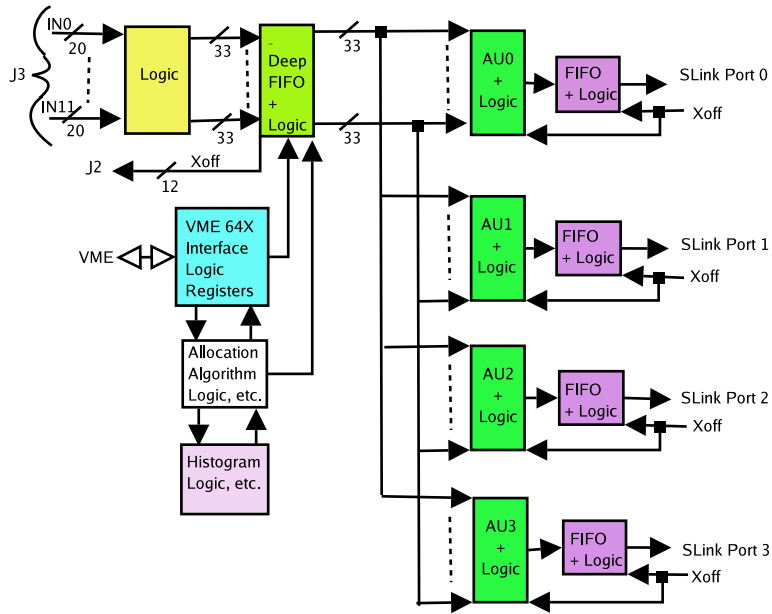 IN0
20
J3
IN11
20
Logic
33
33
Deep
FIFO
+
Logic
33
33
J2
Xoff
12
VME
VME 64X
Interface
Logic
Registers
Allocation
Algorithm
Logic, etc.
Histogram
Logic, etc.
AU0
+
Logic
FIFO
+ Logic
SLink Port 0
Xoff
AU1
+
Logic
FIFO
+ Logic
SLink Port 1
Xoff
AU2
+
Logic
FIFO
+ Logic
SLink Port 2
Xoff
AU3
+
Logic
FIFO
+ Logic
SLink Port 3
Xoff